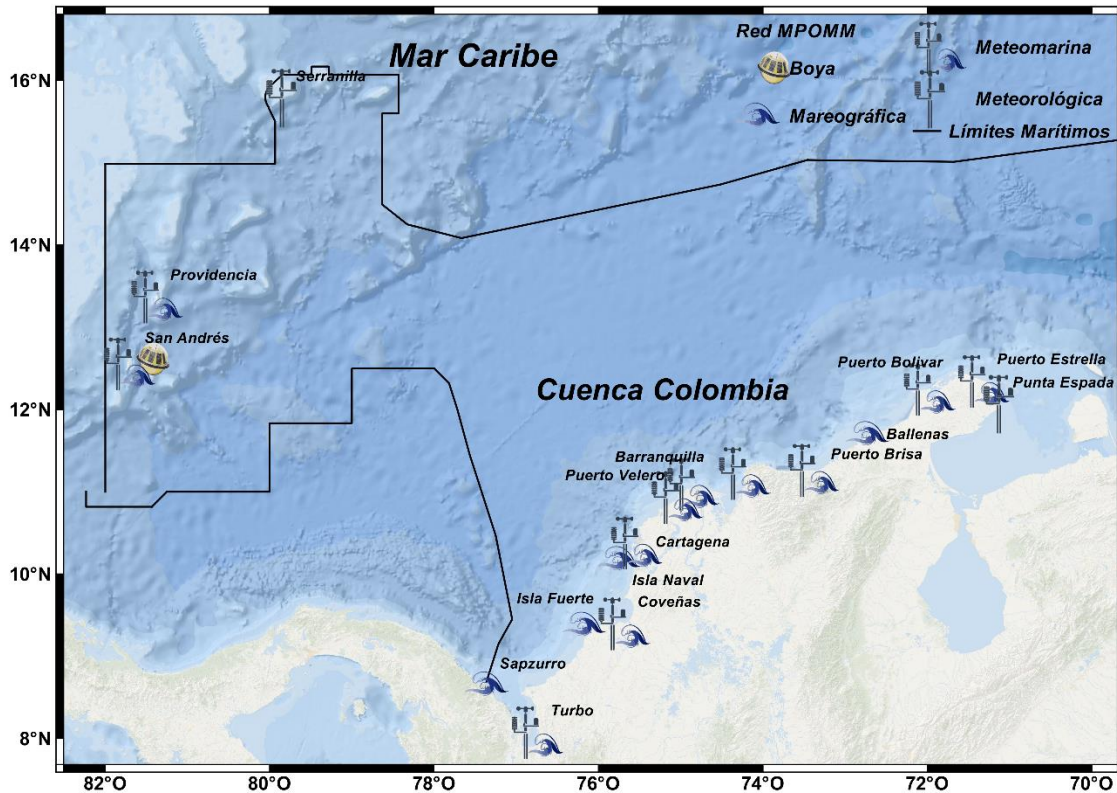 Mar Caribe
Red MPOMM
Boya
Mareográfica
Meteomarina
Meteorológica
Límites Marítimos
Serranilla
Providencia
San Andrés
Cuenca Colombia
Puerto Bolivar
Puerto Estrella
Punta Espada
Ballenas
Puerto Brisa
Barranquilla
Puerto Velero
Cartagena
Isla Naval
Isla Fuerte
Coveñas
Sapzurro
Turbo
16°N
14°N
12°N
10°N
8°N
82°O
80°O
78°O
76°O
74°O
72°O
70°O